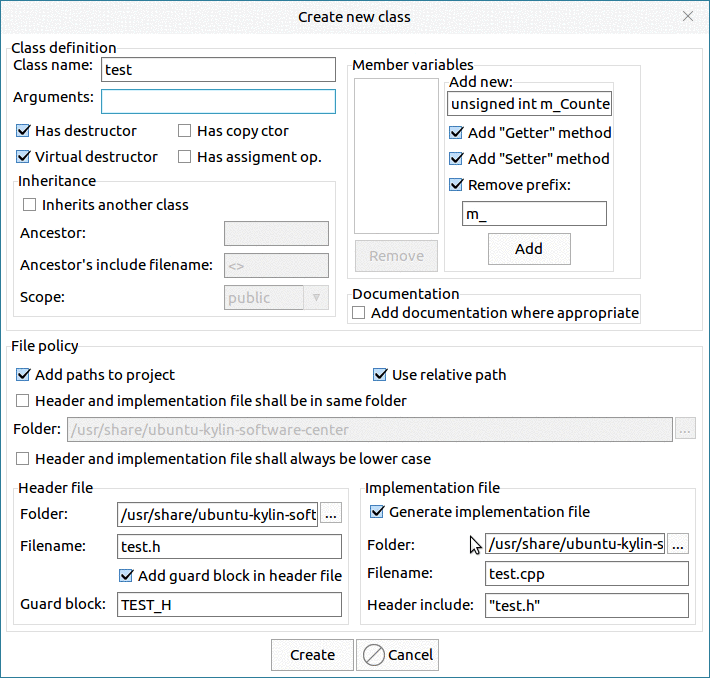 Create new class
Class definition
Class name: test
Arguments:
Has destructor
Has copy ctor
Virtual destructor
Has assigment op.
Inheritance
Inherits another class
Ancestor:
Ancestor's include filename: <>
Scope: public
Member variables
Add new:
unsigned int m_Counte
Add "Getter" method
Add "Setter" method
Remove prefix:
m_
Remove
Add
Documentation
Add documentation where appropriate
File policy
Add paths to project
Use relative path
Header and implementation file shall be in same folder
Folder: /usr/share/ubuntu-kylin-software-center ...
Header and implementation file shall always be lower case
Header file
Folder: /usr/share/ubuntu-kylin-soft ...
Filename: test.h
Add guard block in header file
Guard block: TEST_H
Implementation file
Generate implementation file
Folder: /usr/share/ubuntu-kylin-s ...
Filename: test.cpp
Header include: "test.h"
Create
Cancel